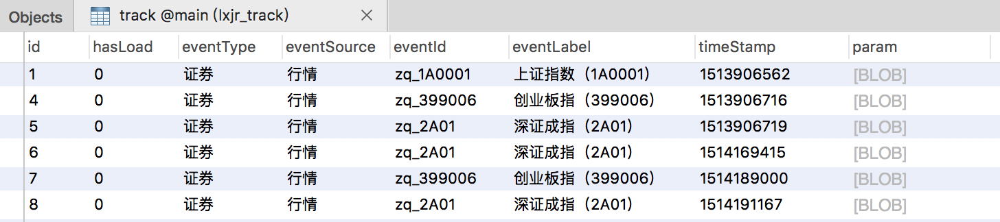 Objects track @main (lxjr_track)
id hasLoad eventType eventSource eventId eventLabel timeStamp param
1 0 证券 行情 zq_1A0001 上证指数（1A0001） 1513906562 [BLOB]
4 0 证券 行情 zq_399006 创业板指（399006） 1513906716 [BLOB]
5 0 证券 行情 zq_2A01 深证成指（2A01） 1513906719 [BLOB]
6 0 证券 行情 zq_2A01 深证成指（2A01） 1514169415 [BLOB]
7 0 证券 行情 zq_399006 创业板指（399006） 1514189000 [BLOB]
8 0 证券 行情 zq_2A01 深证成指（2A01） 1514191167 [BLOB]